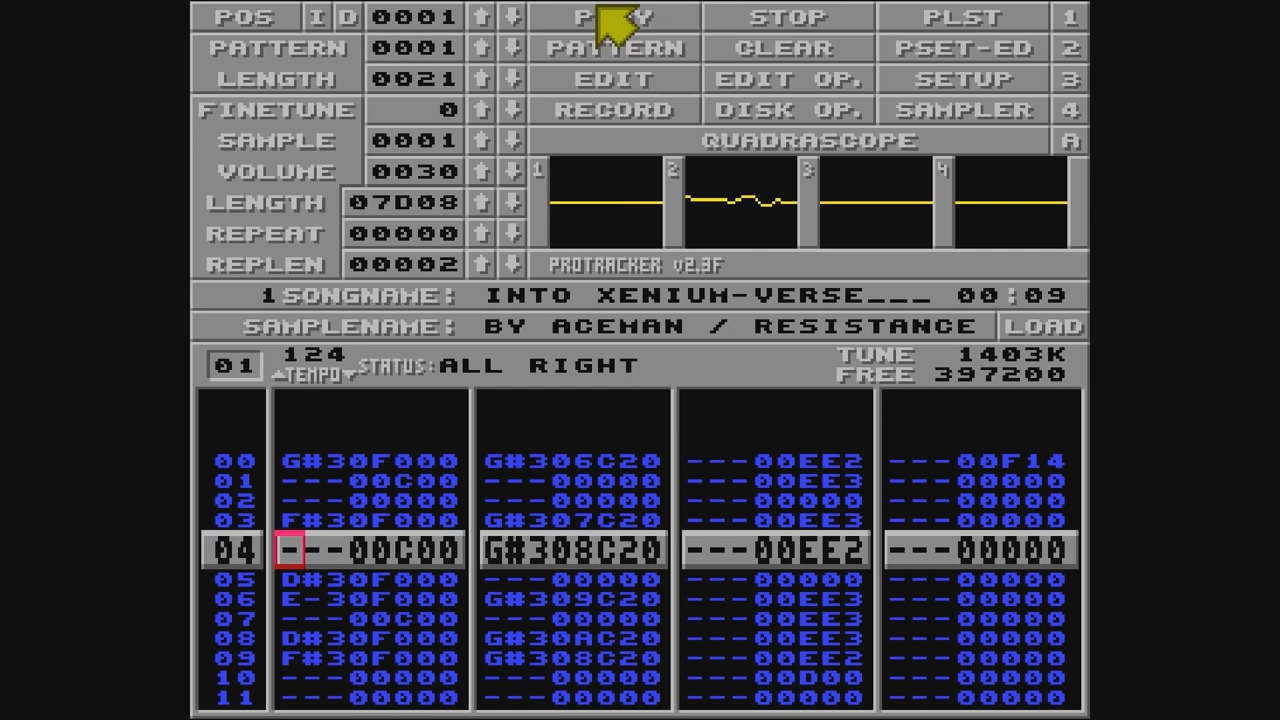 POS I D 0001 PLAY STOP PLST 1
PATTERN 0001 PATTERN CLEAR PSET-ED 2
LENGTH 0021 EDIT EDIT OP. SETUP 3
FINETUNE 0 RECORD DISK OP. SAMPLER 4
SAMPLE 0001 QUADRASCOPE A
VOLUME 0030 1 2 3 4
LENGTH 07D08
REPEAT 00000
REPLEN 00002 PROTRACKER V2.3F
1 SONGNAME: INTO XENIUM-VERSE___ 00:09
SAMPLENAME: BY ACEMAN / RESISTANCE LOAD
01 124 TEMPO STATUS: ALL RIGHT TUNE 1403K
FREE 397200
00 G#30F000 G#306C20 ---00EE2 ---00F14
01 ---00C00 ---00000 ---00EE3 ---00000
02 ---00000 ---00000 ---00000 ---00000
03 F#30F000 G#307C20 ---00EE3 ---00000
04 ---00C00 G#308C20 ---00EE2 ---00000
05 D#30F000 ---00000 ---00000 ---00000
06 E-30F000 G#309C20 ---00EE3 ---00000
07 ---00C00 ---00000 ---00EE3 ---00000
08 D#30F000 G#30AC20 ---00EE3 ---00000
09 F#30F000 G#308C20 ---00EE2 ---00000
10 ---00000 ---00000 ---00D00 ---00000
11 ---00000 ---00000 ---00000 ---00000